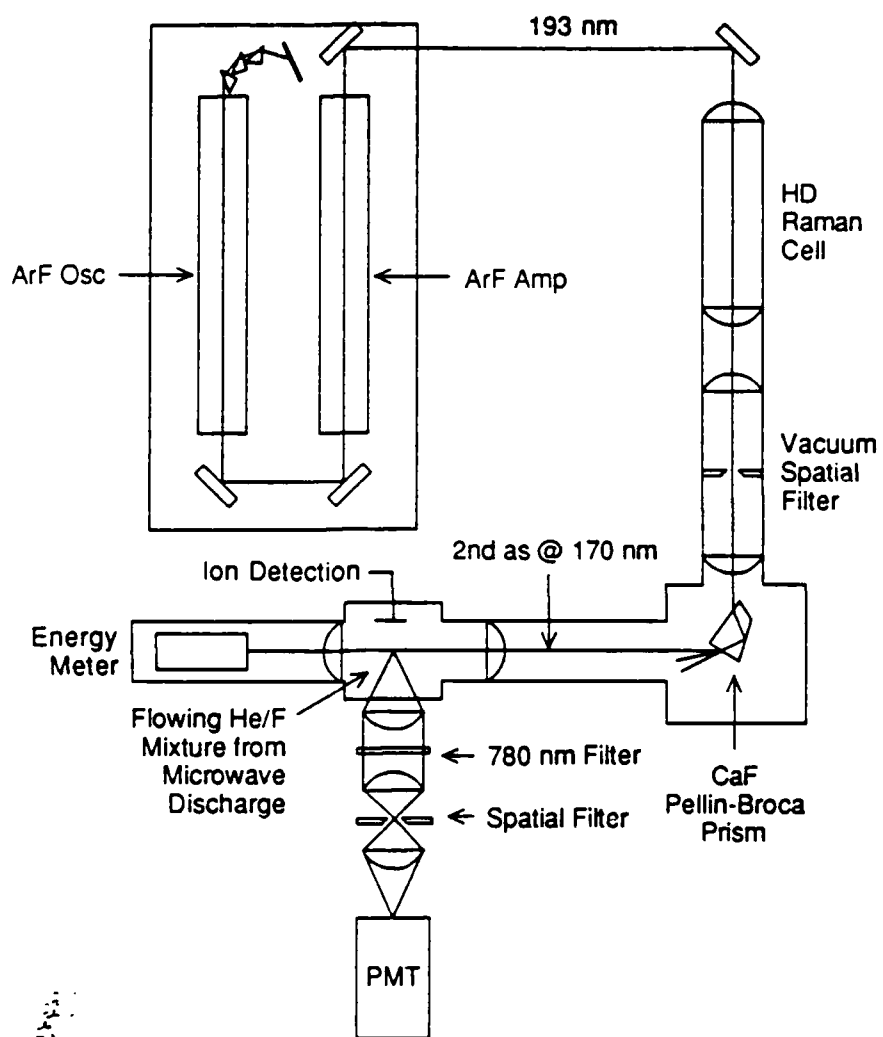 193 nm
HD
Raman
Cell
ArF Osc
ArF Amp
Vacuum
Spatial
Filter
2nd as @ 170 nm
Ion Detection
Energy
Meter
Flowing He/F
Mixture from
Microwave
Discharge
780 nm Filter
CaF
Pellin-Broca
Prism
Spatial Filter
PMT